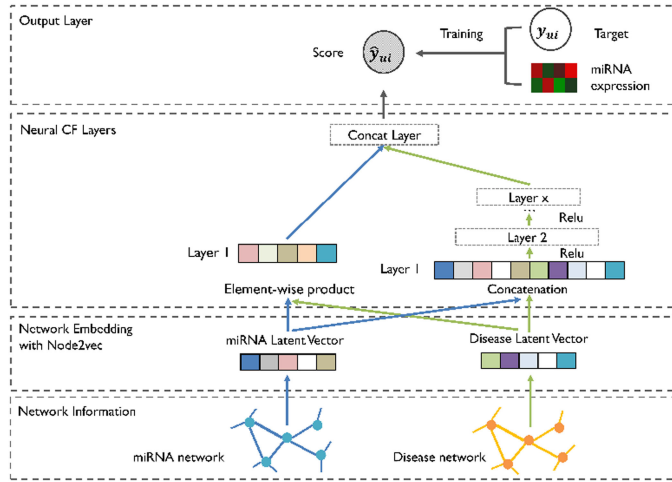 Output Layer
Score
ŷui
Training
yui
Target
miRNA
expression
Neural CF Layers
Concat Layer
Layer x
...
Relu
Layer 2
Relu
Layer 1
Layer 1
Element-wise product
Concatenation
Network Embedding
with Node2vec
miRNA Latent Vector
Disease Latent Vector
Network Information
miRNA network
Disease network